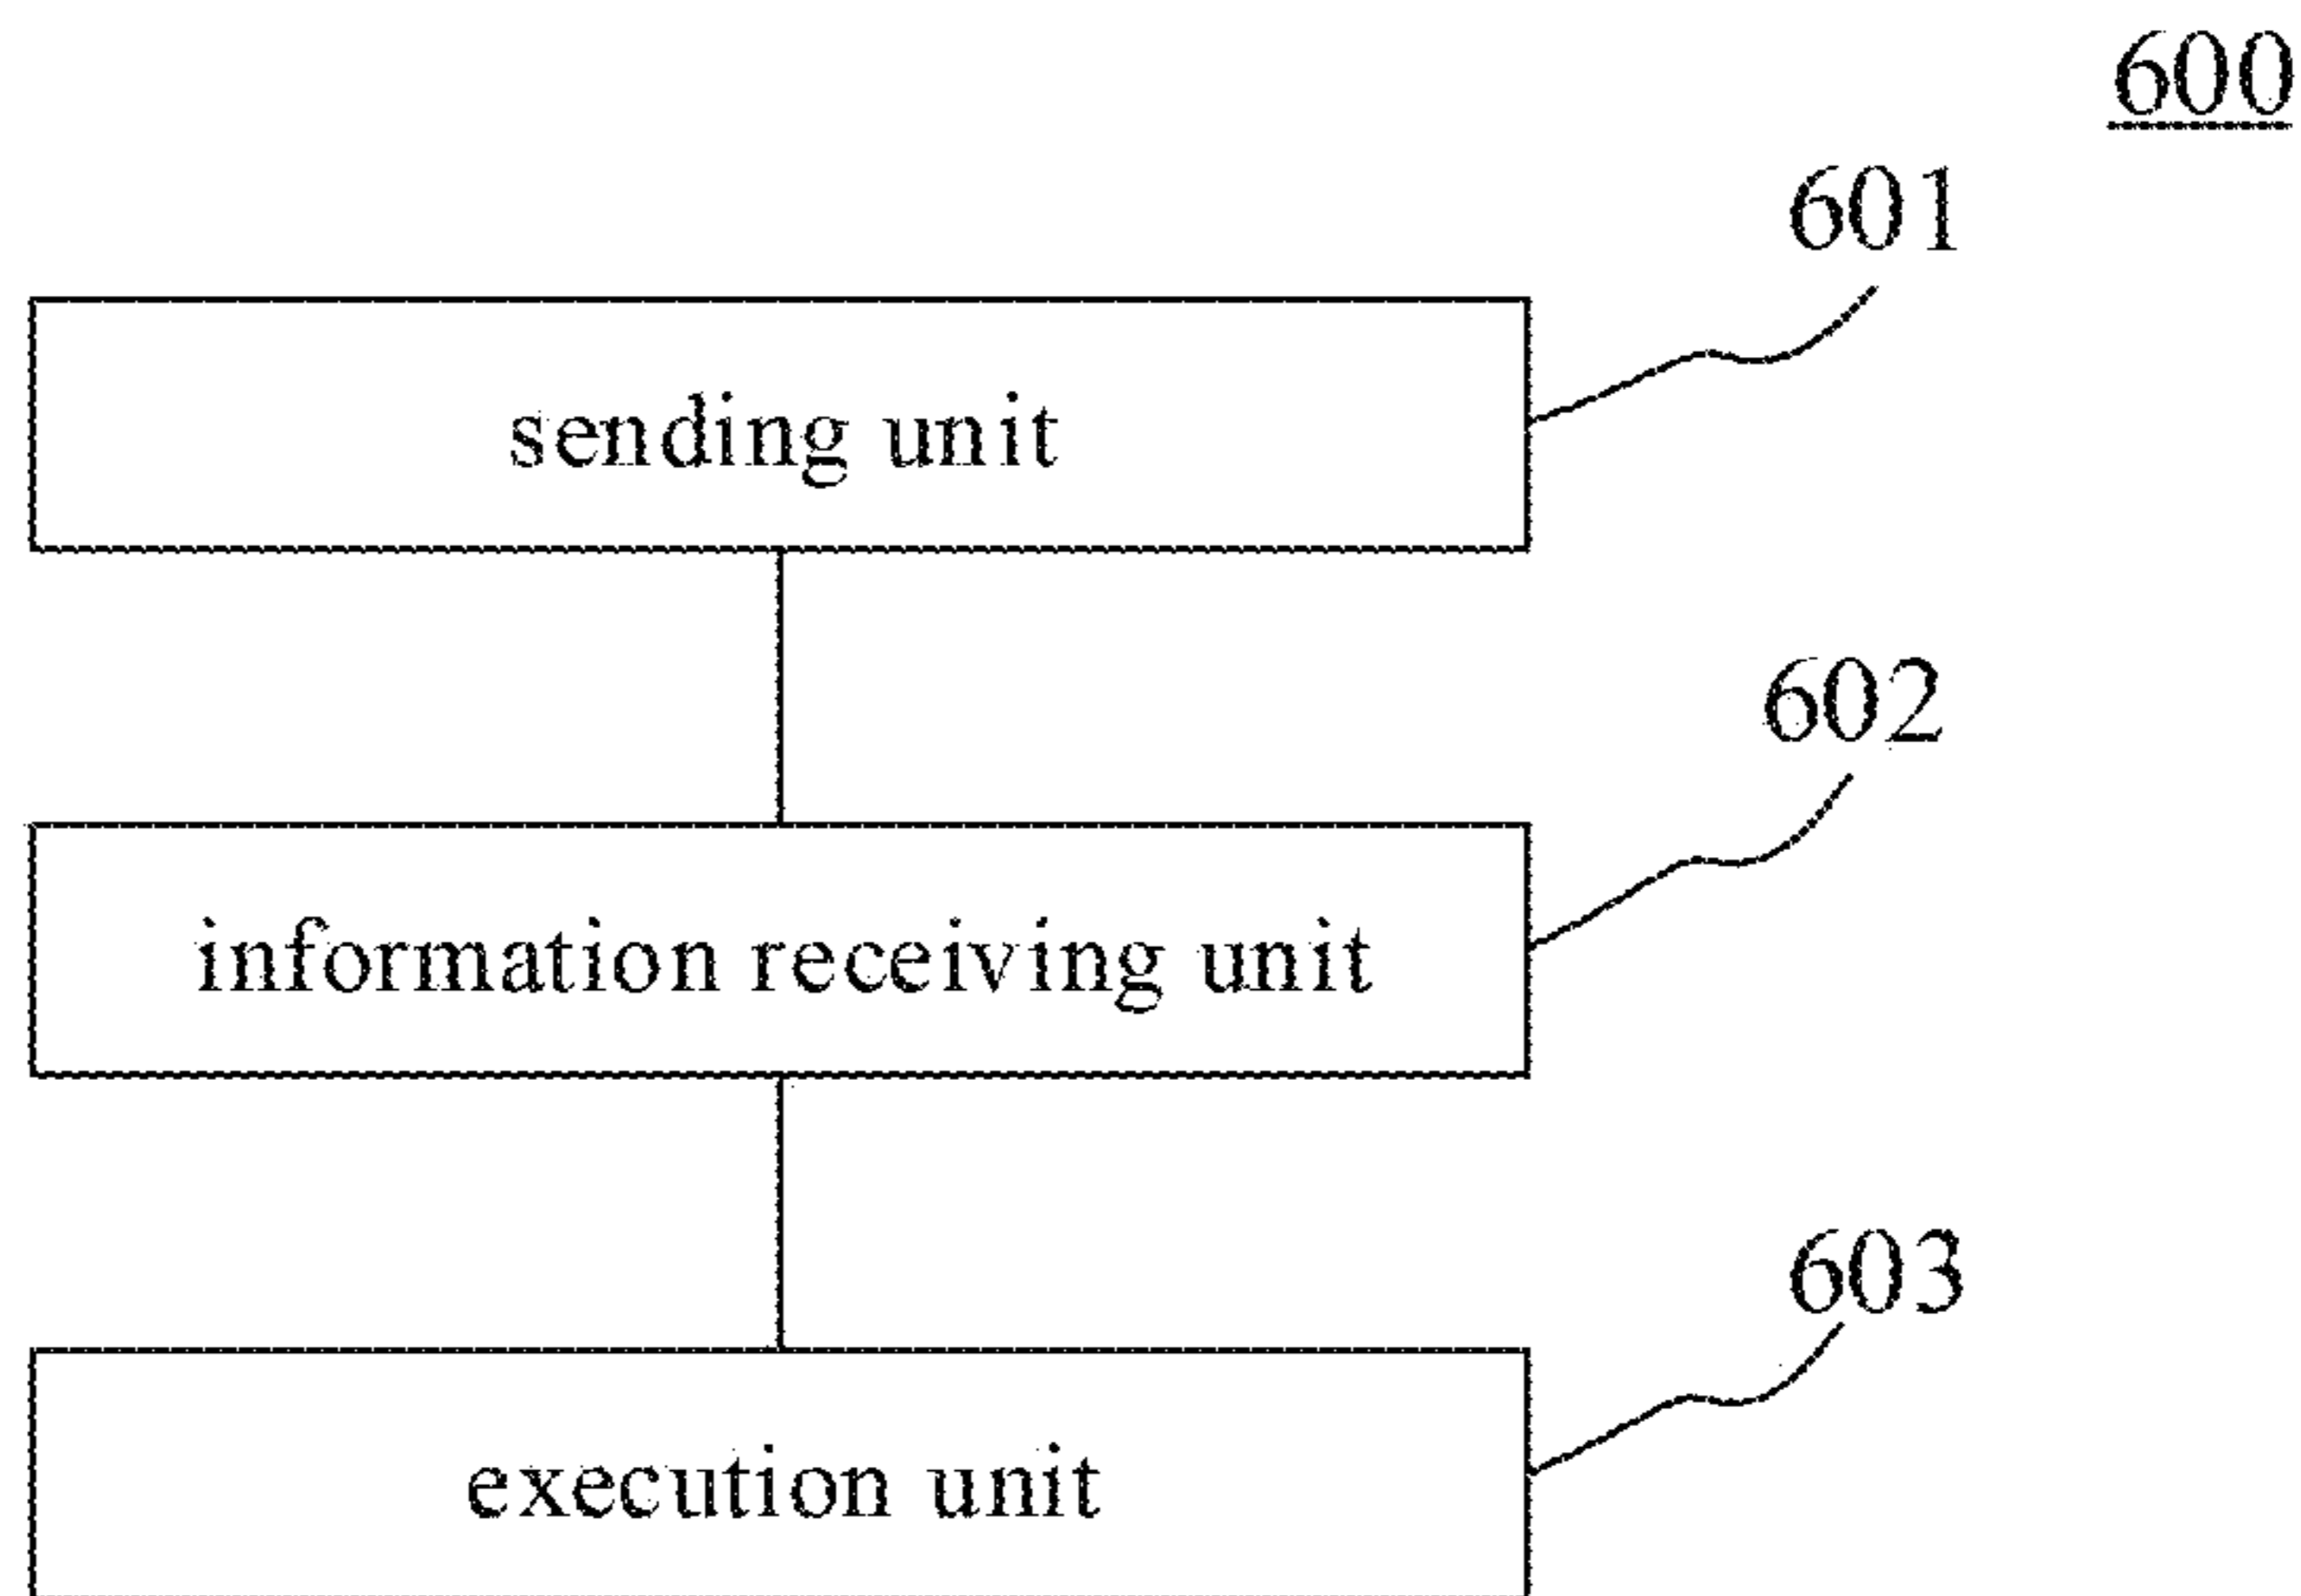 600
601
sending unit
602
information receiving unit
603
execution unit